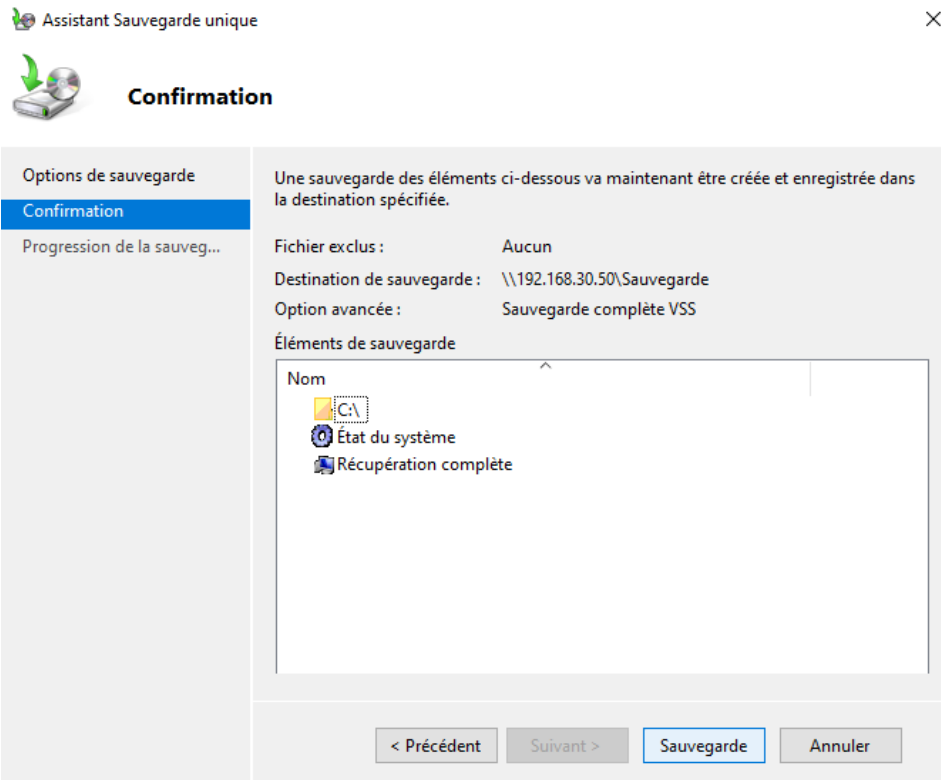 Assistant Sauvegarde unique
Confirmation
Options de sauvegarde
Confirmation
Progression de la sauveg...
Une sauvegarde des éléments ci-dessous va maintenant être créée et enregistrée dans
la destination spécifiée.
Fichier exclus : Aucun
Destination de sauvegarde : \\192.168.30.50\Sauvegarde
Option avancée : Sauvegarde complète VSS
Éléments de sauvegarde
Nom
C:\
État du système
Récupération complète
< Précédent Suivant > Sauvegarde Annuler